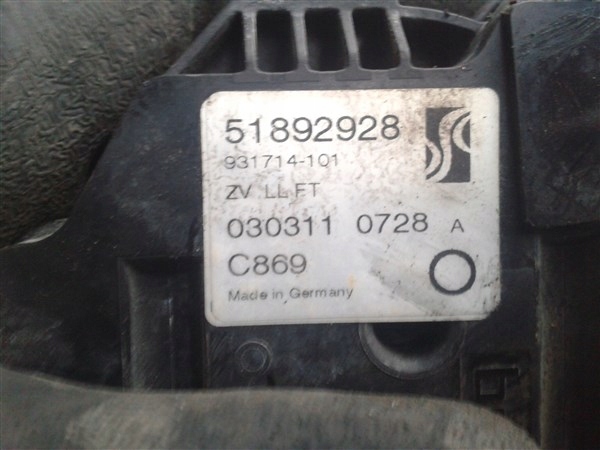 51892928
931714-101
ZV LL FT
030311 0728 A
C869
Made in Germany